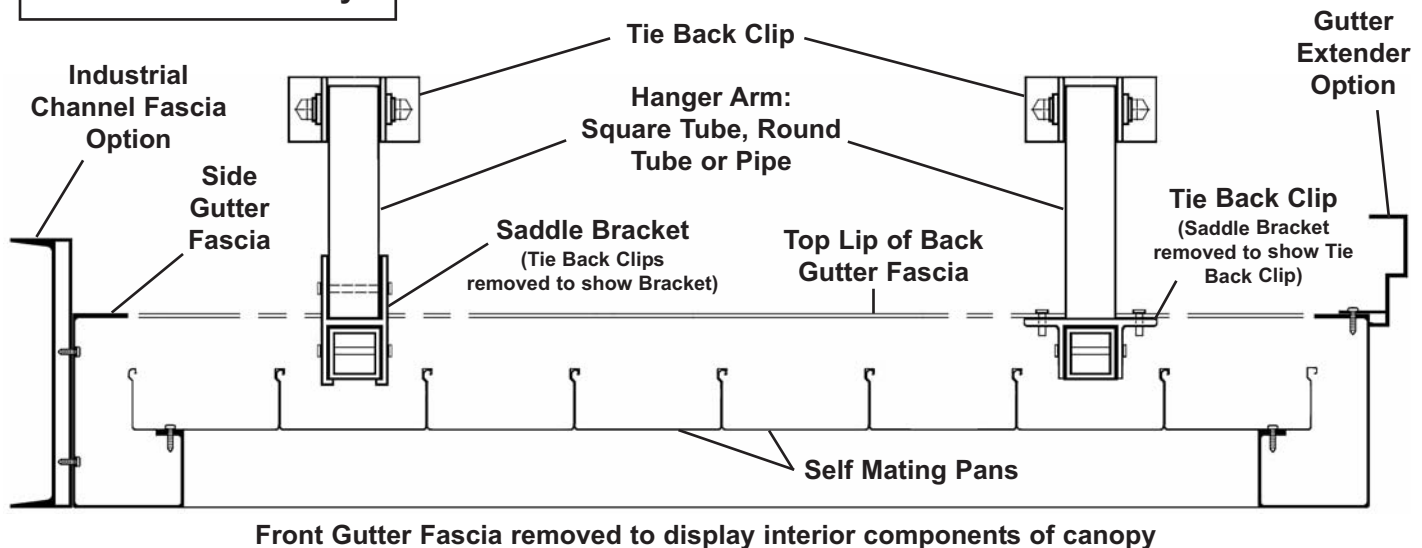 Tie Back Clip
Gutter
Extender
Option
Industrial
Channel Fascia
Option
Hanger Arm:
Square Tube, Round
Tube or Pipe
Side
Gutter
Fascia
Saddle Bracket
(Tie Back Clips
removed to show Bracket)
Top Lip of Back
Gutter Fascia
Tie Back Clip
(Saddle Bracket
removed to show Tie
Back Clip)
Self Mating Pans
Front Gutter Fascia removed to display interior components of canopy